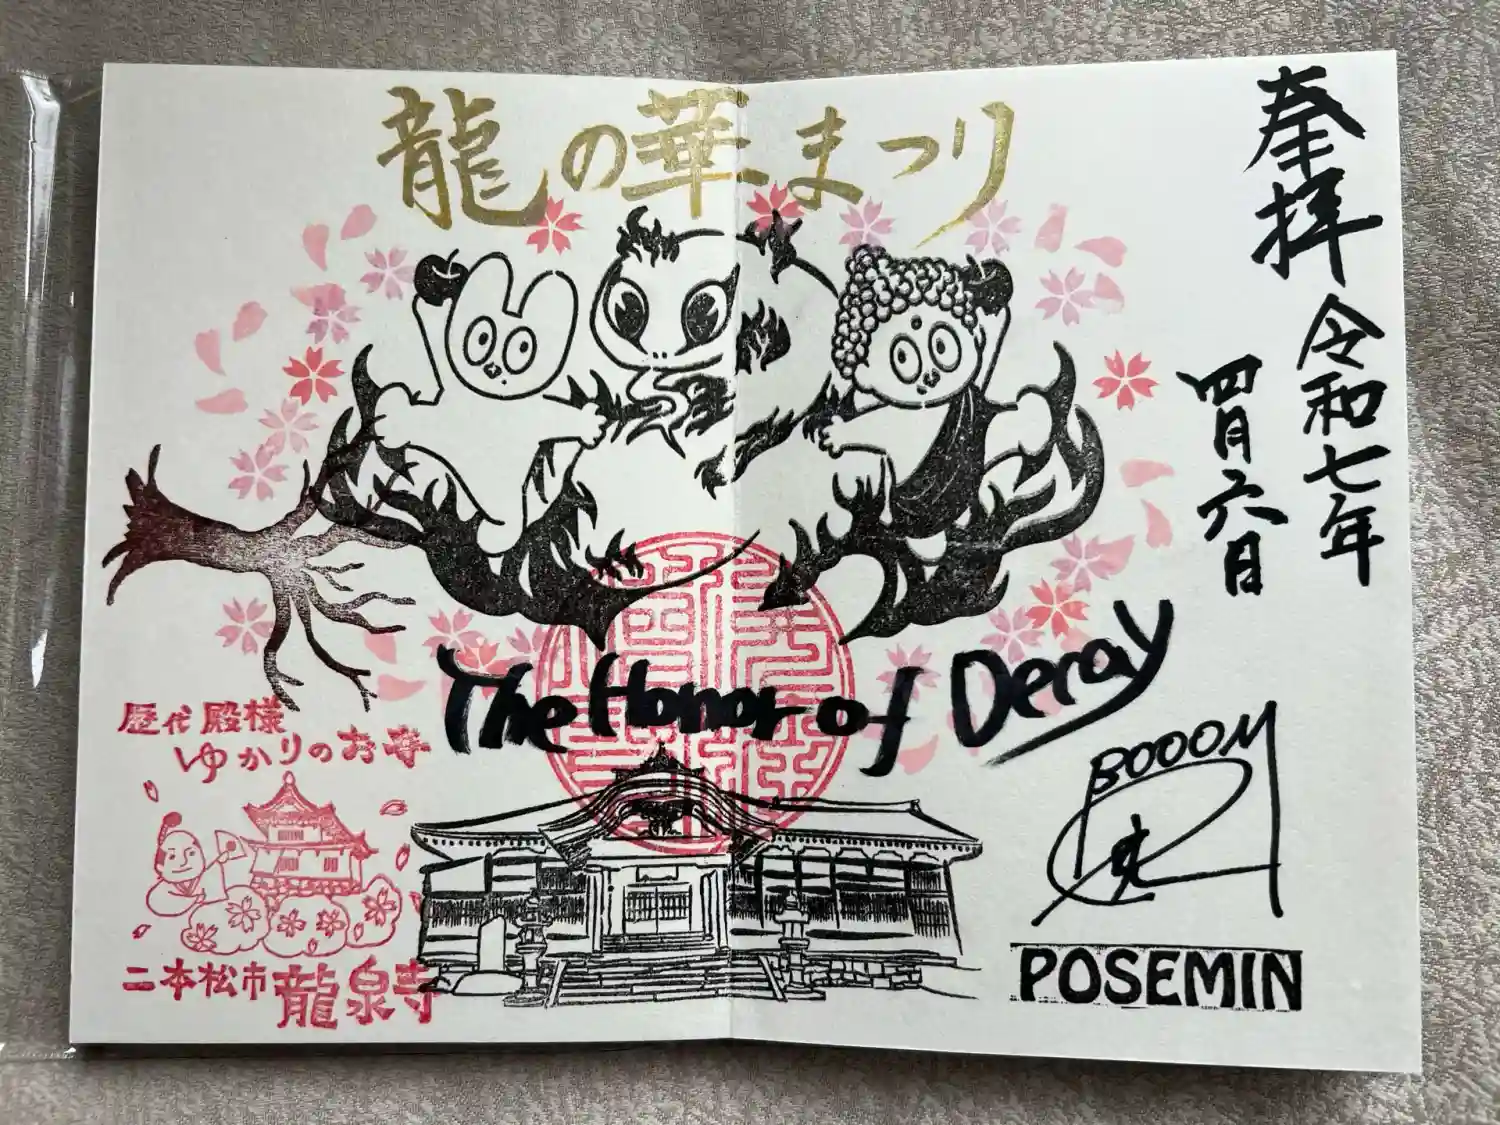 龍の華まつり
奉拝
令和七年
四月六日
The Honor of Deray
歴代殿様
ゆかりのお寺
二本松市 龍泉寺
BOOOM
POSEMIN